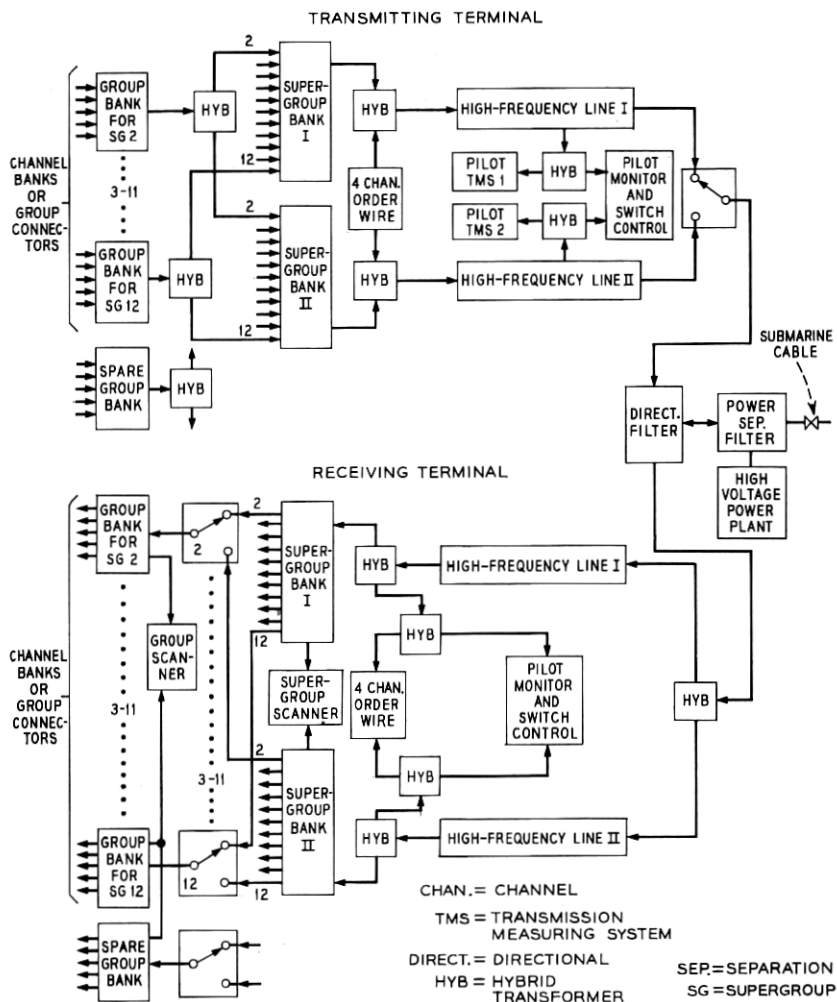 TRANSMITTING TERMINAL
CHANNEL
BANKS
OR
GROUP
CONNEC-
TORS
GROUP
BANK
FOR
SG 2
3-11
GROUP
BANK
FOR
SG 12
SPARE
GROUP
BANK
HYB
HYB
HYB
2
12
2
12
SUPER-
GROUP
BANK
I
SUPER-
GROUP
BANK
II
HYB
4 CHAN.
ORDER
WIRE
HYB
HIGH-FREQUENCY LINE I
PILOT
TMS 1
HYB
PILOT
MONITOR
AND
SWITCH
CONTROL
PILOT
TMS 2
HYB
HIGH-FREQUENCY LINE II
SUBMARINE
CABLE
DIRECT.
FILTER
POWER
SEP.
FILTER
HIGH
VOLTAGE
POWER
PLANT
RECEIVING TERMINAL
CHANNEL
BANKS
OR
GROUP
CONNEC-
TORS
GROUP
BANK
FOR
SG 2
3-11
GROUP
BANK
FOR
SG 12
SPARE
GROUP
BANK
GROUP
SCAN-
NER
2
3-11
12
2
12
2
12
SUPER-
GROUP
BANK
I
SUPER-
GROUP
SCANNER
SUPER-
GROUP
BANK
II
HYB
HIGH-FREQUENCY LINE I
HYB
4 CHAN.
ORDER
WIRE
PILOT
MONITOR
AND
SWITCH
CONTROL
HYB
HYB
HYB
HIGH-FREQUENCY LINE II
CHAN.= CHANNEL
TMS = TRANSMISSION
MEASURING SYSTEM
DIRECT.= DIRECTIONAL
HYB = HYBRID
TRANSFORMER
SEP.=SEPARATION
SG =SUPERGROUP